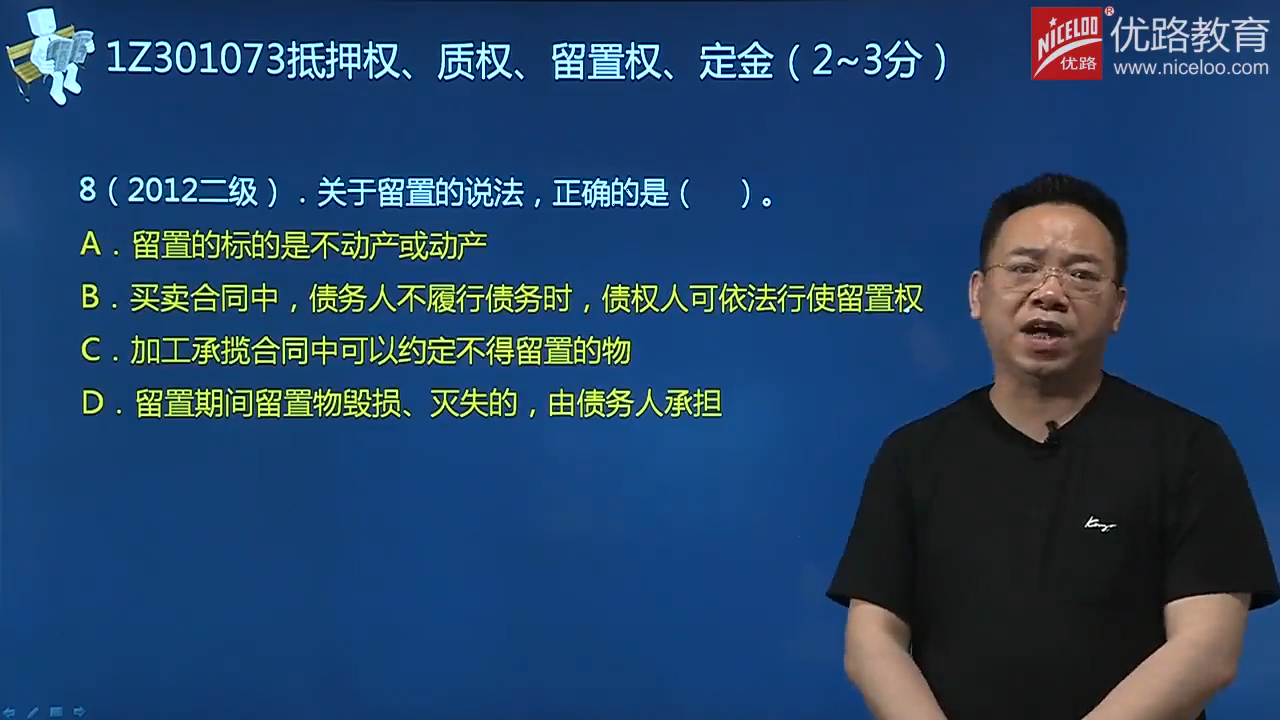 1Z301073抵押权、质权、留置权、定金（2~3分）
NICELOO
优路
®
优路教育
www.niceloo.com
8（2012二级）．关于留置的说法，正确的是（　）。
A．留置的标的是不动产或动产
B．买卖合同中，债务人不履行债务时，债权人可依法行使留置权
C．加工承揽合同中可以约定不得留置的物
D．留置期间留置物毁损、灭失的，由债务人承担